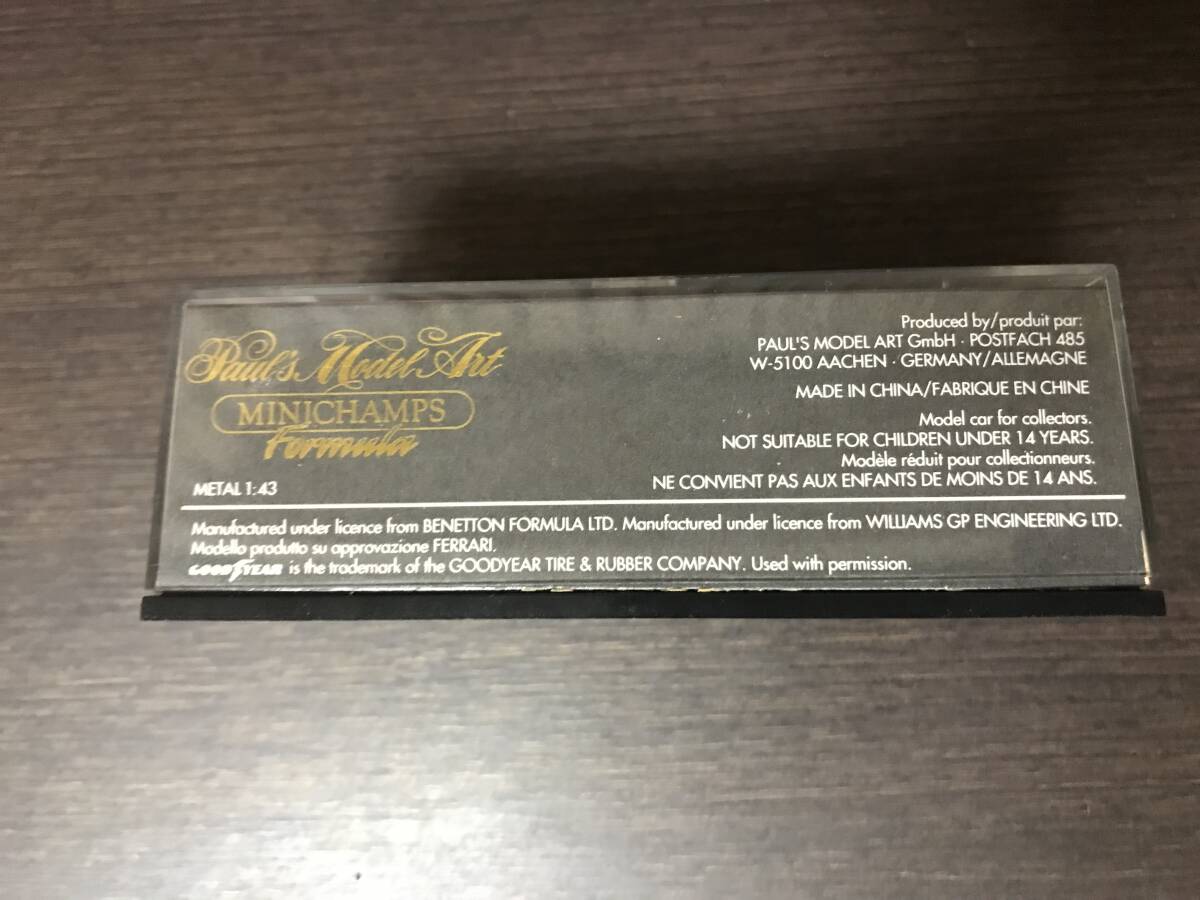 Paul's Model Art
MINICHAMPS
Formula
METAL 1:43
Produced by/produit par:
PAUL'S MODEL ART GmbH · POSTFACH 485
W-5100 AACHEN · GERMANY/ALLEMAGNE
MADE IN CHINA/FABRIQUE EN CHINE
Model car for collectors.
NOT SUITABLE FOR CHILDREN UNDER 14 YEARS.
Modèle réduit pour collectionneurs.
NE CONVIENT PAS AUX ENFANTS DE MOINS DE 14 ANS.
Manufactured under licence from BENETTON FORMULA LTD. Manufactured under licence from WILLIAMS GP ENGINEERING LTD.
Modello produtto su approvazione FERRARI.
GOODYEAR is the trademark of the GOODYEAR TIRE & RUBBER COMPANY. Used with permission.